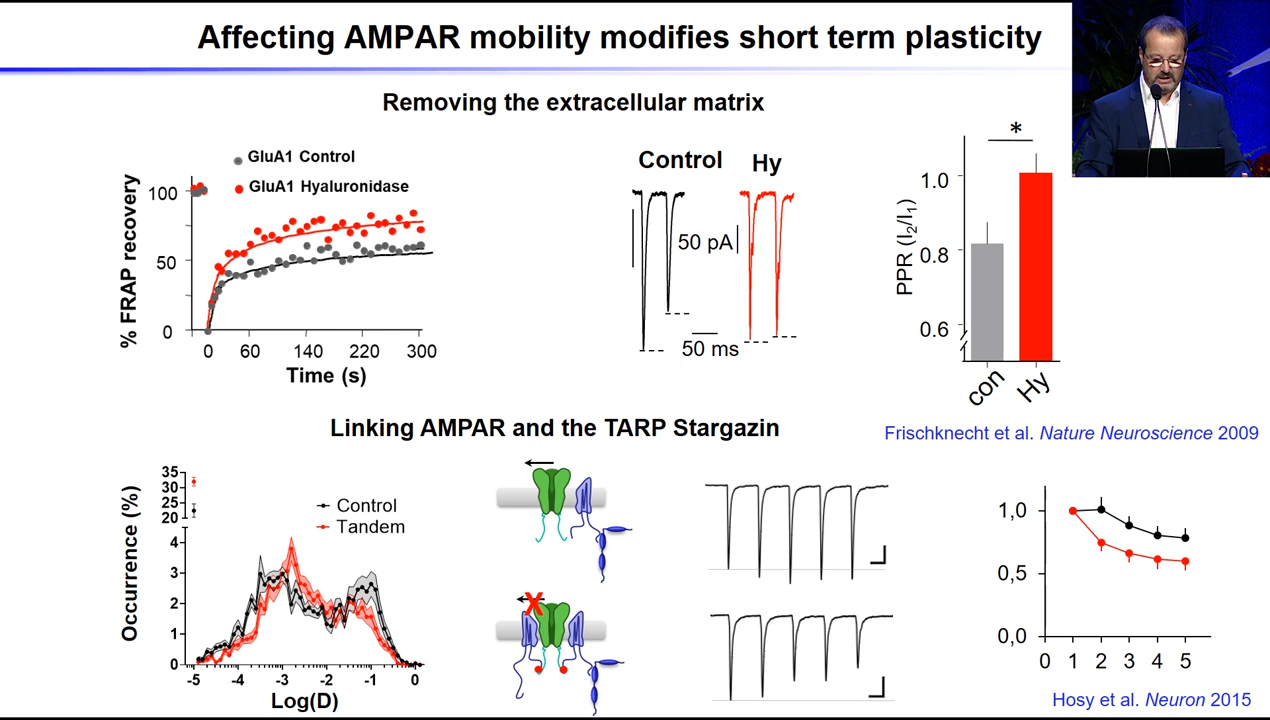 Affecting AMPAR mobility modifies short term plasticity
Removing the extracellular matrix
GluA1 Control
GluA1 Hyaluronidase
% FRAP recovery
100
50
0
0 60 140 220 300
Time (s)
Control Hy
50 pA
50 ms
*
PPR (I2/I1)
1.0
0.8
0.6
con Hy
Frischknecht et al. Nature Neuroscience 2009
Linking AMPAR and the TARP Stargazin
Occurrence (%)
35
30
25
20
4
3
2
1
0
Control
Tandem
-5 -4 -3 -2 -1 0
Log(D)
X
1,0
0,5
0,0
0 1 2 3 4 5
Hosy et al. Neuron 2015